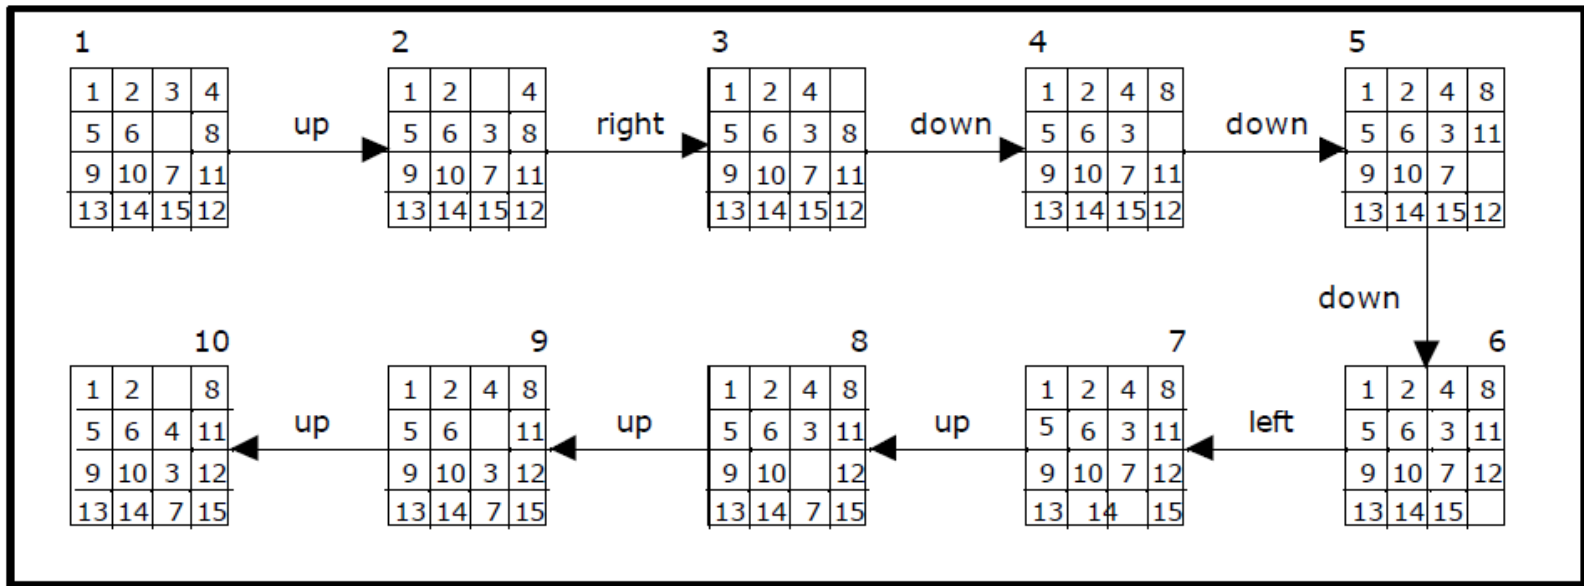 1 2 3 4 5
1 2 3 4 1 2 4 1 2 4 1 2 4 8 1 2 4 8
5 6 8 up 5 6 3 8 right 5 6 3 8 down 5 6 3 down 5 6 3 11
9 10 7 11 9 10 7 11 9 10 7 11 9 10 7 11 9 10 7
13 14 15 12 13 14 15 12 13 14 15 12 13 14 15 12 13 14 15 12
down
10 9 8 7 6
1 2 8 1 2 4 8 1 2 4 8 1 2 4 8 1 2 4 8
5 6 4 11 up 5 6 11 up 5 6 3 11 up 5 6 3 11 left 5 6 3 11
9 10 3 12 9 10 3 12 9 10 12 9 10 7 12 9 10 7 12
13 14 7 15 13 14 7 15 13 14 7 15 13 14 15 13 14 15